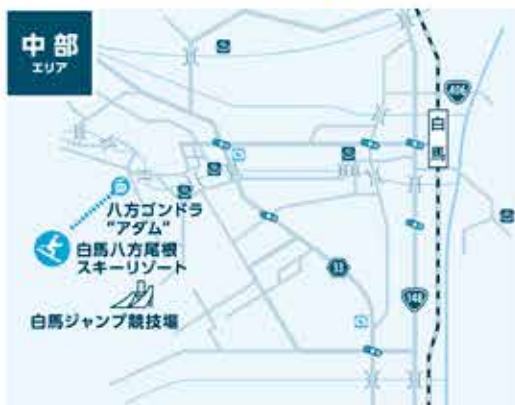 中部
エリア
406
白馬
八方ゴンドラ
“アダム”
白馬八方尾根
スキーリゾート
33
白馬ジャンプ競技場
148